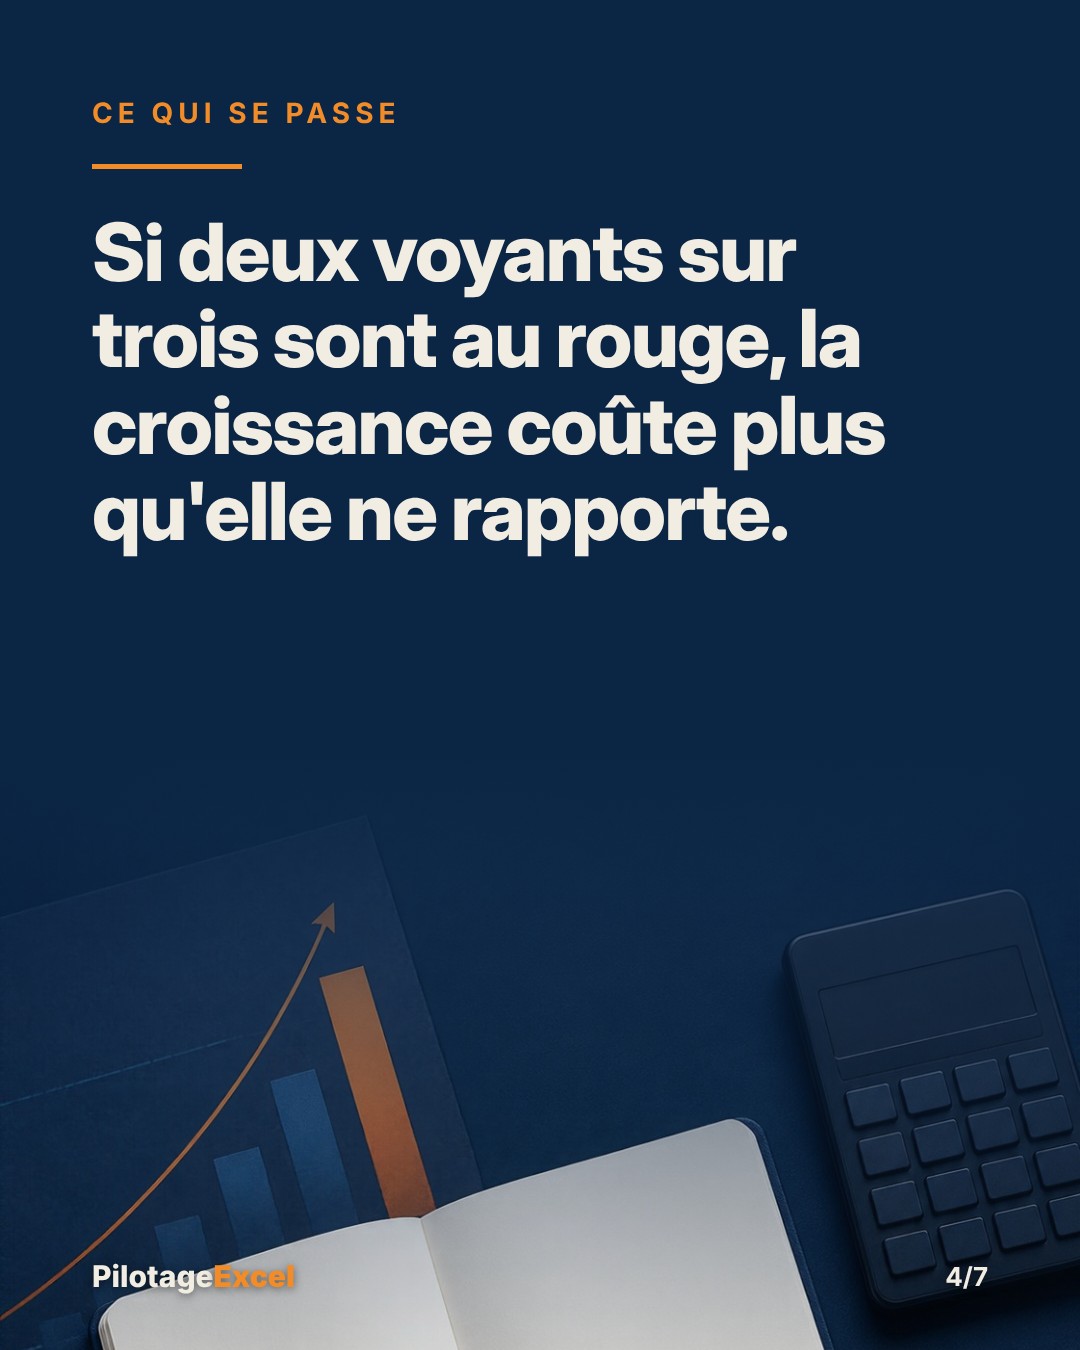 CE QUI SE PASSE
Si deux voyants sur
trois sont au rouge, la
croissance coûte plus
qu'elle ne rapporte.
PilotageExcel
4/7